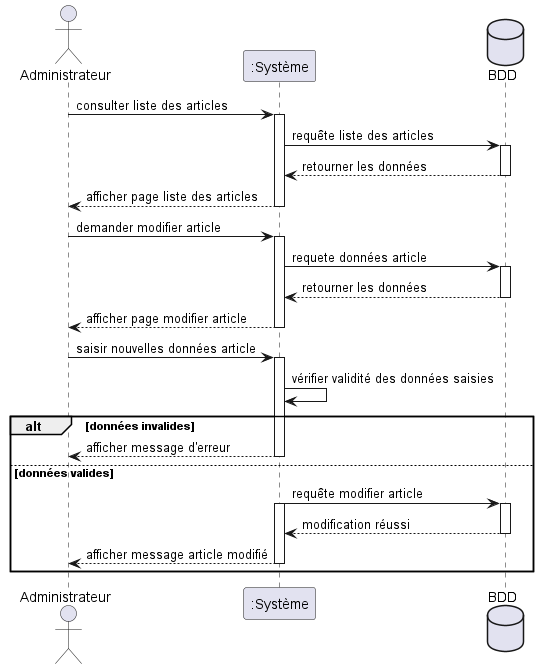 Administrateur
:Système
BDD
consulter liste des articles
requête liste des articles
retourner les données
afficher page liste des articles
demander modifier article
requete données article
retourner les données
afficher page modifier article
saisir nouvelles données article
vérifier validité des données saisies
alt [données invalides]
afficher message d'erreur
[données valides]
requête modifier article
modification réussi
afficher message article modifié
Administrateur
:Système
BDD